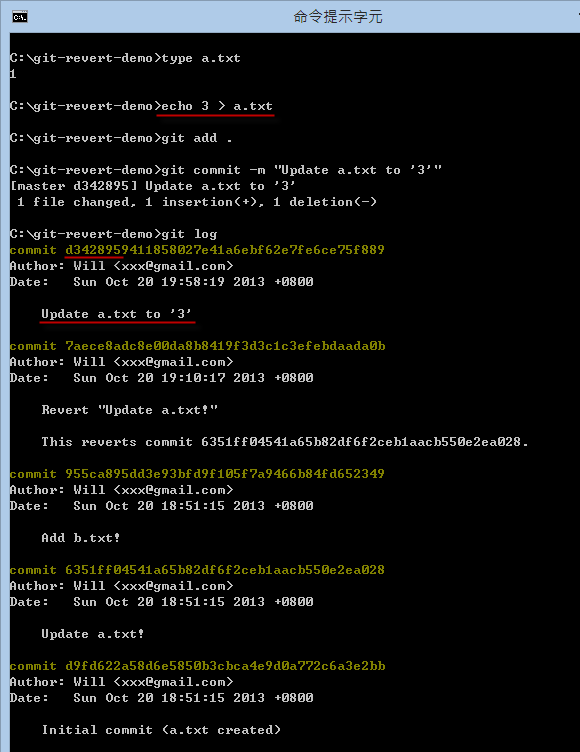 命令提示字元
C:\git-revert-demo>type a.txt
1
C:\git-revert-demo>echo 3 > a.txt
C:\git-revert-demo>git add .
C:\git-revert-demo>git commit -m "Update a.txt to '3'"
[master d342895] Update a.txt to '3'
 1 file changed, 1 insertion(+), 1 deletion(-)
C:\git-revert-demo>git log
commit d3428959411858027e41a6ebf62e7fe6ce75f889
Author: Will <xxx@gmail.com>
Date:   Sun Oct 20 19:58:19 2013 +0800
    Update a.txt to '3'
commit 7aece8adc8e00da8b8419f3d3c1c3efebdaada0b
Author: Will <xxx@gmail.com>
Date:   Sun Oct 20 19:10:17 2013 +0800
    Revert "Update a.txt!"
    This reverts commit 6351ff04541a65b82df6f2ceb1aacb550e2ea028.
commit 955ca895dd3e93bfd9f105f7a9466b84fd652349
Author: Will <xxx@gmail.com>
Date:   Sun Oct 20 18:51:15 2013 +0800
    Add b.txt!
commit 6351ff04541a65b82df6f2ceb1aacb550e2ea028
Author: Will <xxx@gmail.com>
Date:   Sun Oct 20 18:51:15 2013 +0800
    Update a.txt!
commit d9fd622a58d6e5850b3cbca4e9d0a772c6a3e2bb
Author: Will <xxx@gmail.com>
Date:   Sun Oct 20 18:51:15 2013 +0800
    Initial commit (a.txt created)